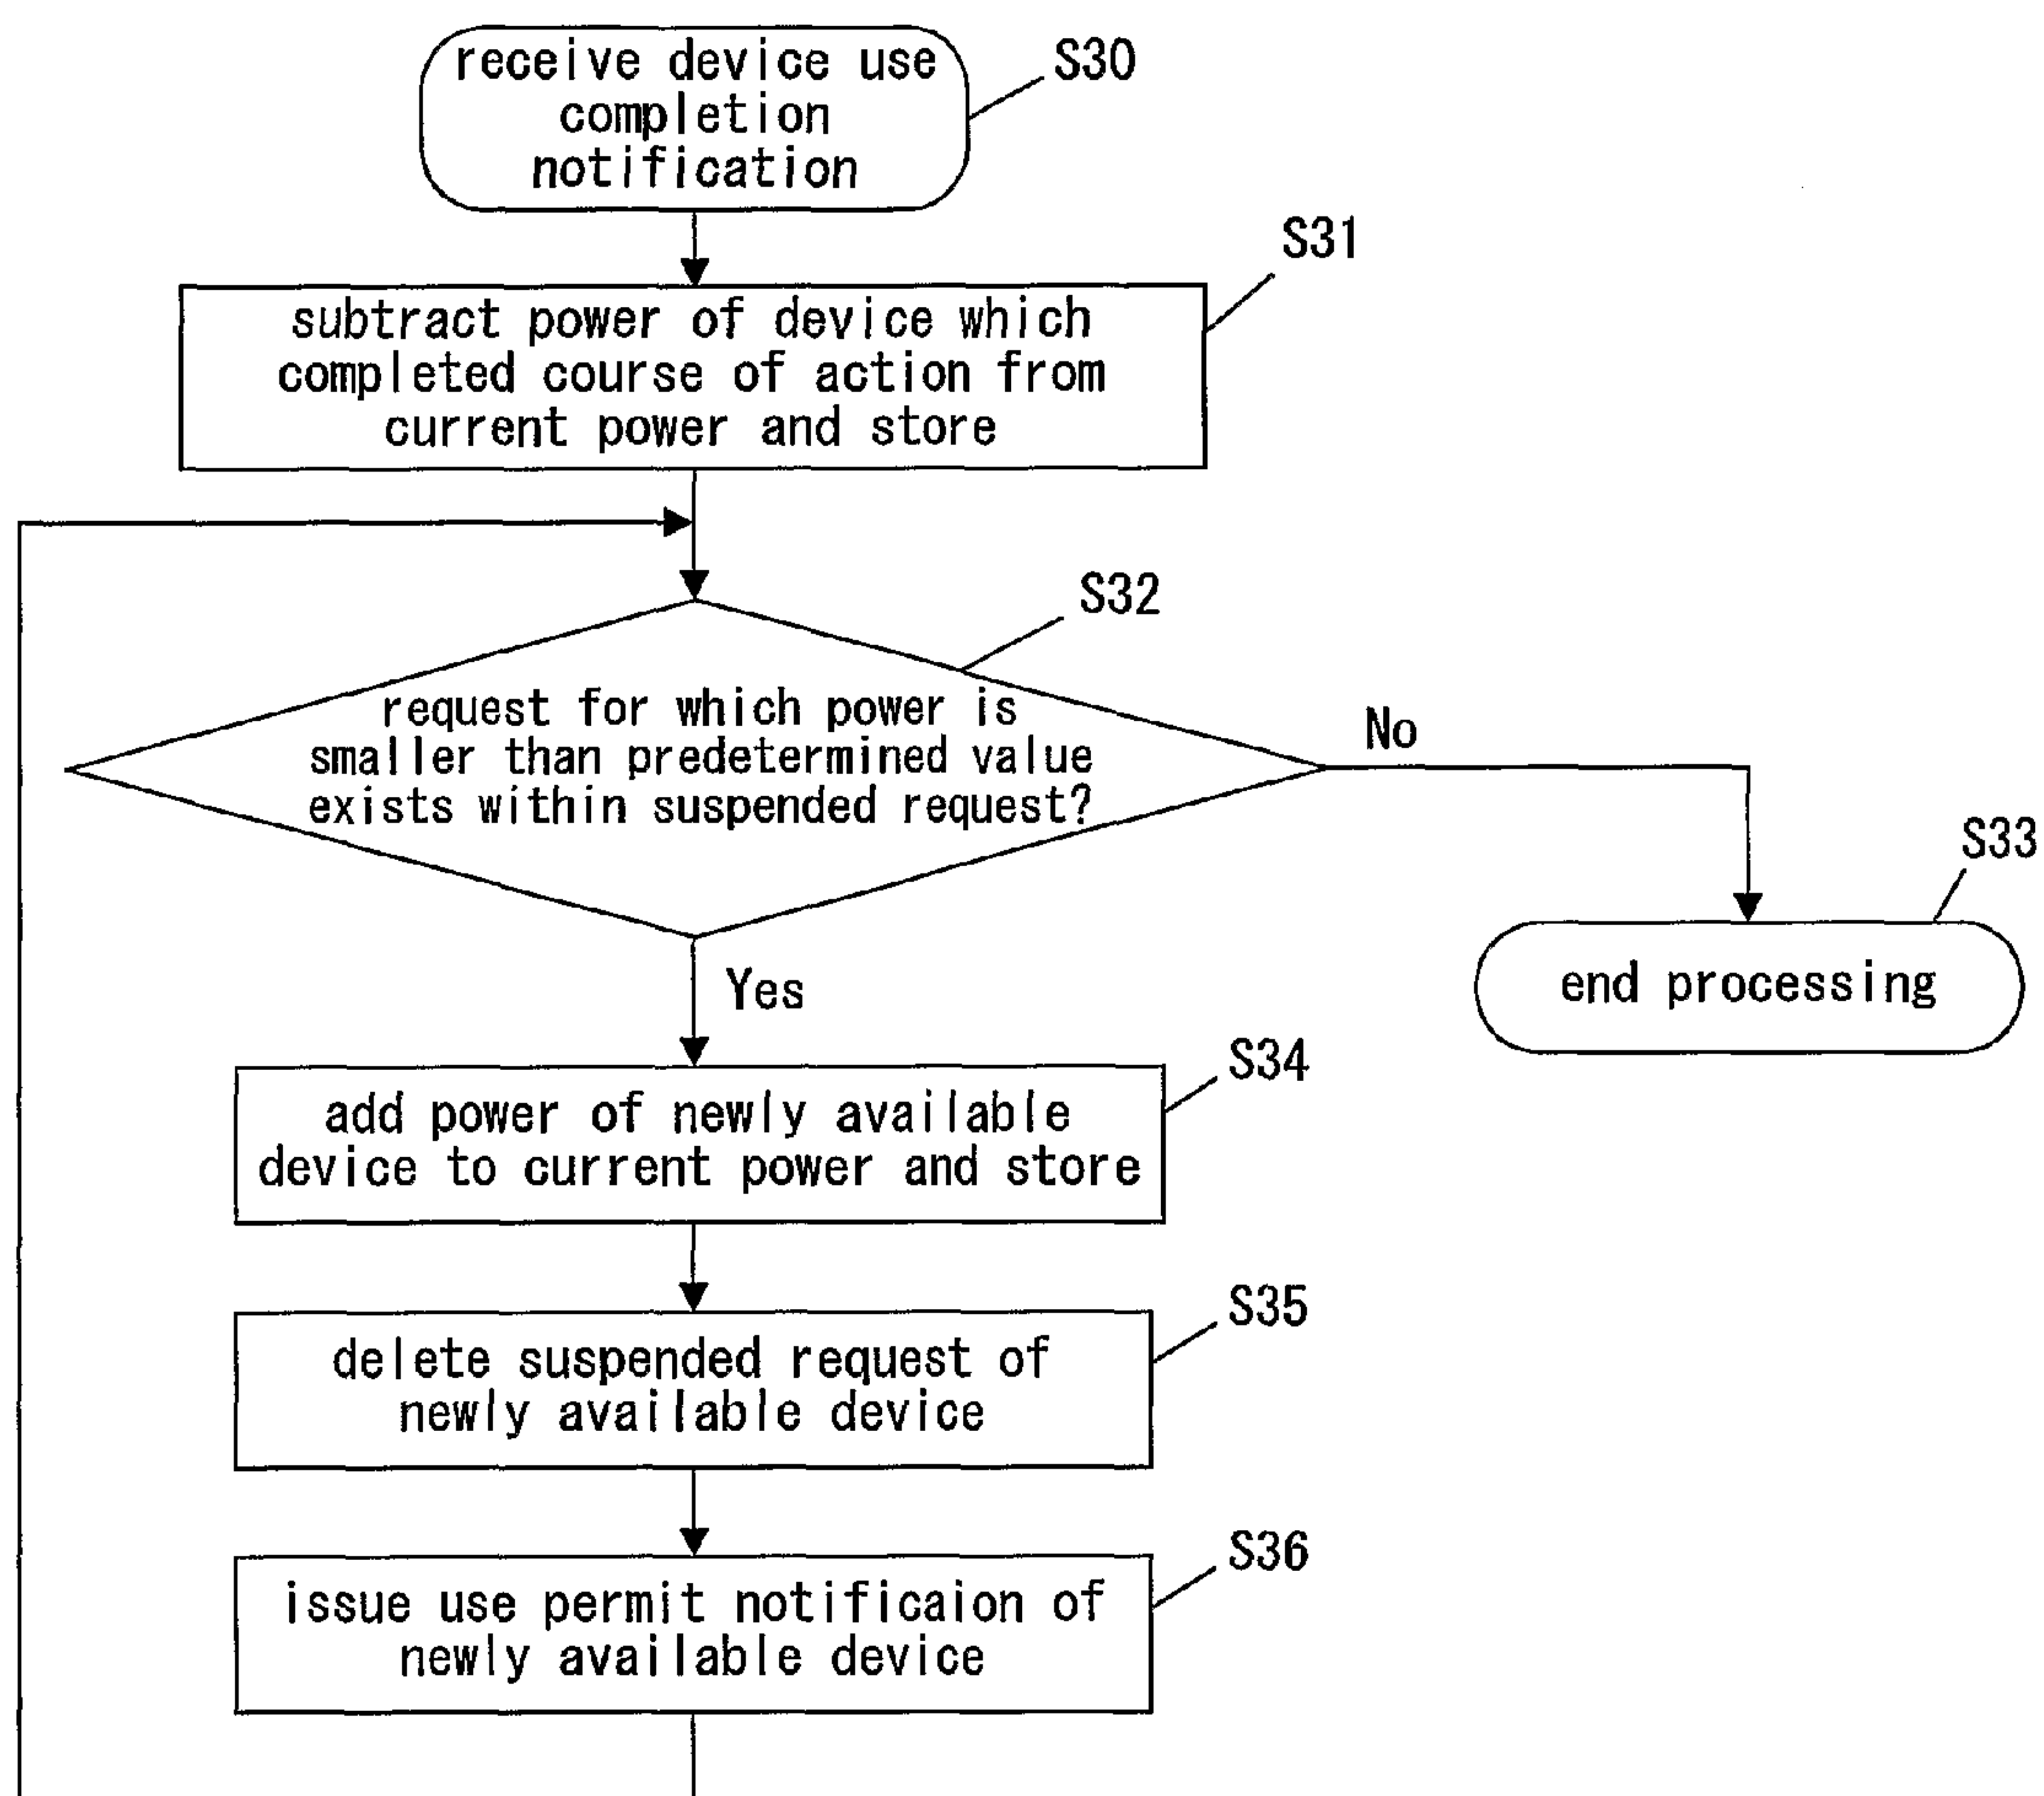 receive device use
completion
notification
S30
S31
subtract power of device which
completed course of action from
current power and store
S32
request for which power is
smaller than predetermined value
exists within suspended request?
No
S33
end processing
Yes
S34
add power of newly available
device to current power and store
S35
delete suspended request of
newly available device
S36
issue use permit notificaion of
newly available device